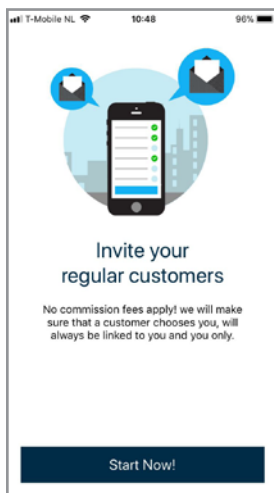 T-Mobile NL 10:48 96%
Invite your
regular customers
No commission fees apply! we will make
sure that a customer chooses you, will
always be linked to you and you only.
Start Now!